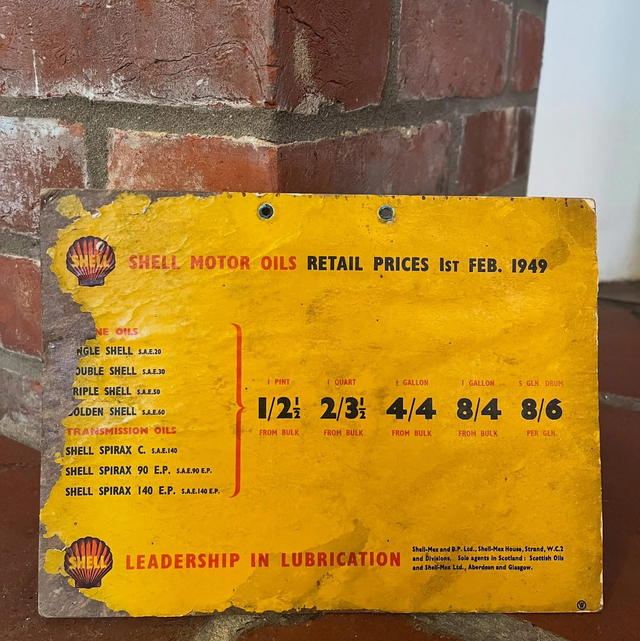 SHELL
SHELL MOTOR OILS RETAIL PRICES 1ST FEB. 1949
NE OILS
NGLE SHELL S.A.E.20
OUBLE SHELL S.A.E.30
RIPLE SHELL S.A.E.50
OLDEN SHELL S.A.E.60
TRANSMISSION OILS
SHELL SPIRAX C. S.A.E.140
SHELL SPIRAX 90 E.P. S.A.E.90 E.P.
SHELL SPIRAX 140 E.P. S.A.E.140 E.P.
1 PINT 1 QUART ½ GALLON 1 GALLON 5 GLN. DRUM
1/2½ 2/3½ 4/4 8/4 8/6
FROM BULK FROM BULK FROM BULK FROM BULK PER GLN.
SHELL
LEADERSHIP IN LUBRICATION
Shell-Mex and B.P. Ltd., Shell-Mex House, Strand, W.C.2
and Divisions. Sole agents in Scotland: Scottish Oils
and Shell-Mex Ltd., Aberdeen and Glasgow.